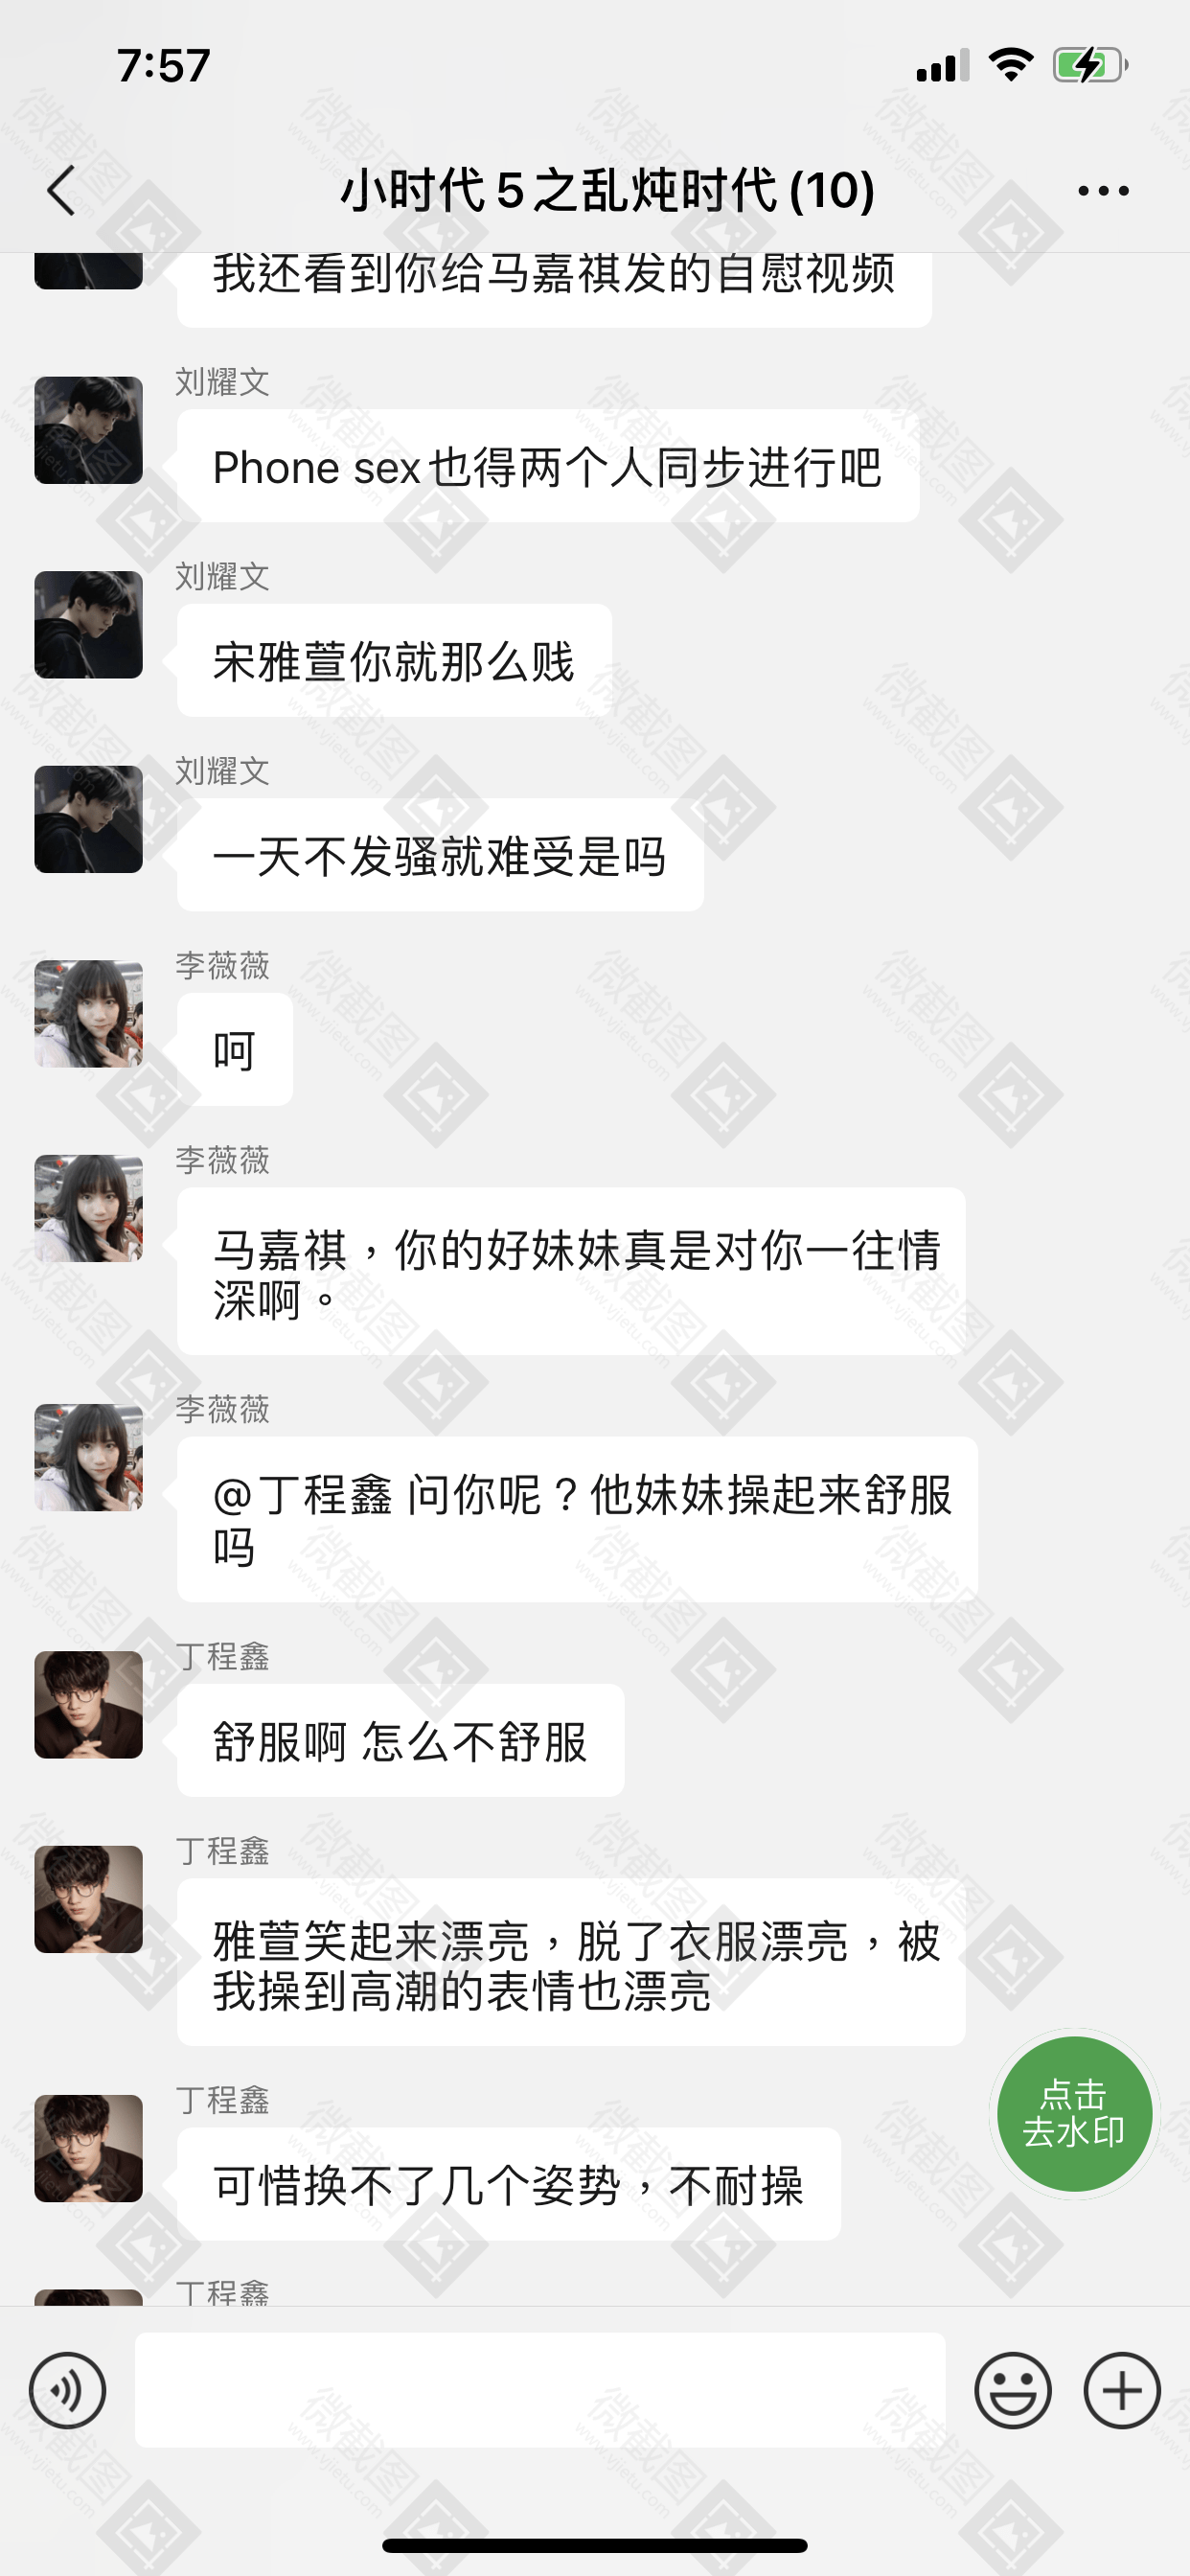 7:57
小时代5之乱炖时代(10)
我还看到你给马嘉祺发的自慰视频
刘耀文
Phone sex也得两个人同步进行吧
刘耀文
宋雅萱你就那么贱
刘耀文
一天不发骚就难受是吗
李薇薇
呵
李薇薇
马嘉祺，你的好妹妹真是对你一往情
深啊。
李薇薇
@丁程鑫 问你呢？他妹妹操起来舒服
吗
丁程鑫
舒服啊 怎么不舒服
丁程鑫
雅萱笑起来漂亮，脱了衣服漂亮，被
我操到高潮的表情也漂亮
丁程鑫
可惜换不了几个姿势，不耐操
点击
去水印
丁程鑫
微截图
www.vjietu.com